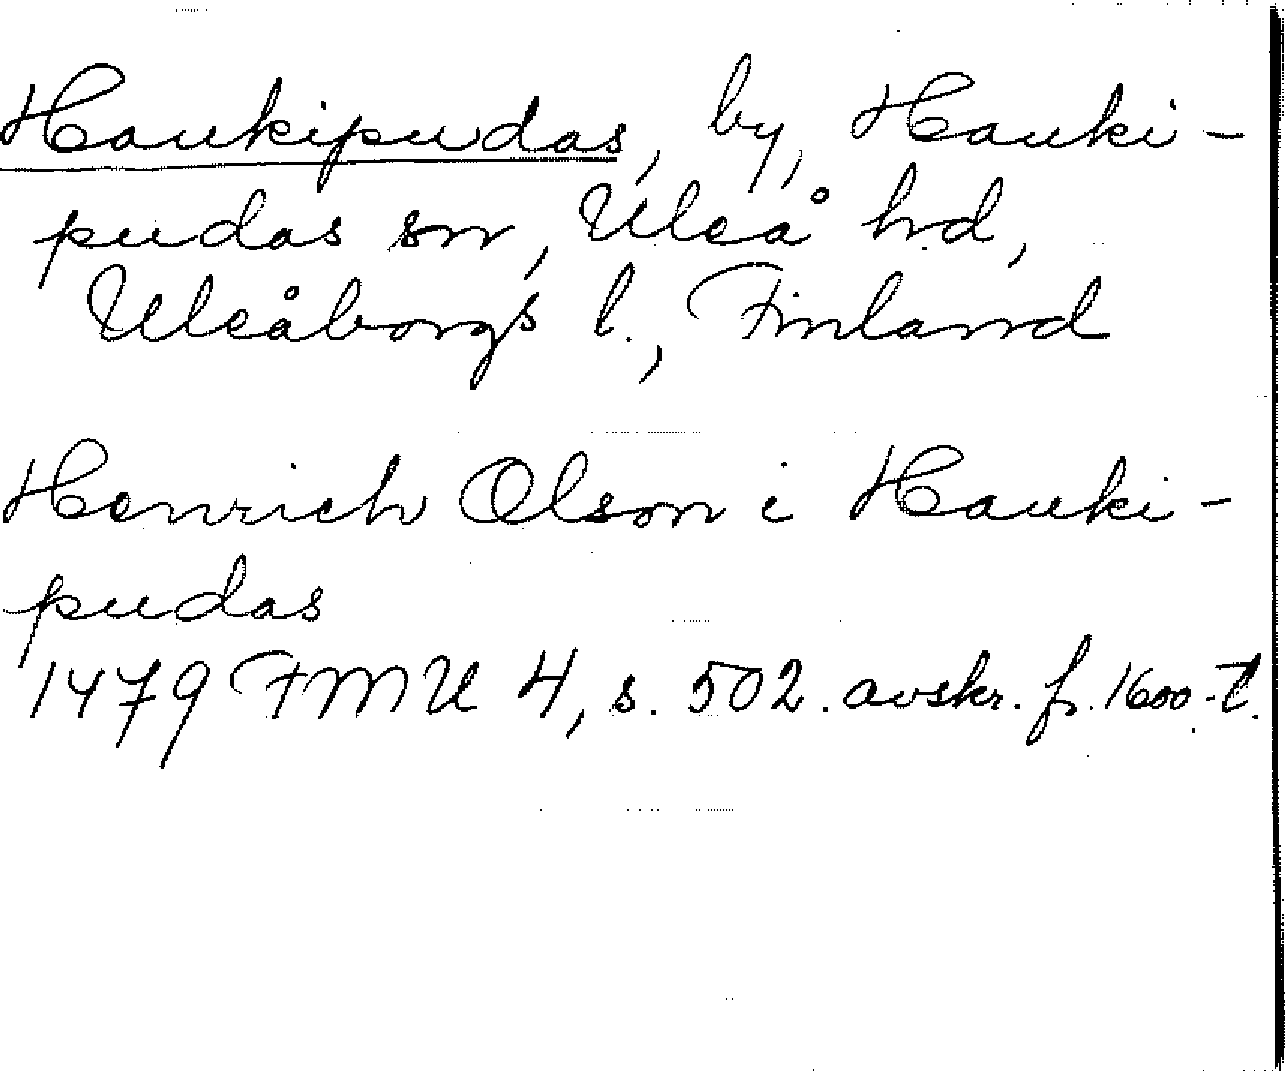 Haukipudas, by, Hauki-
pudas sn, Uleå hd,
Uleåborgs l., Finland
Henrich Olson i Hauki-
pudas
1479 FMU 4, s. 502. avskr. fr. 1600-t.